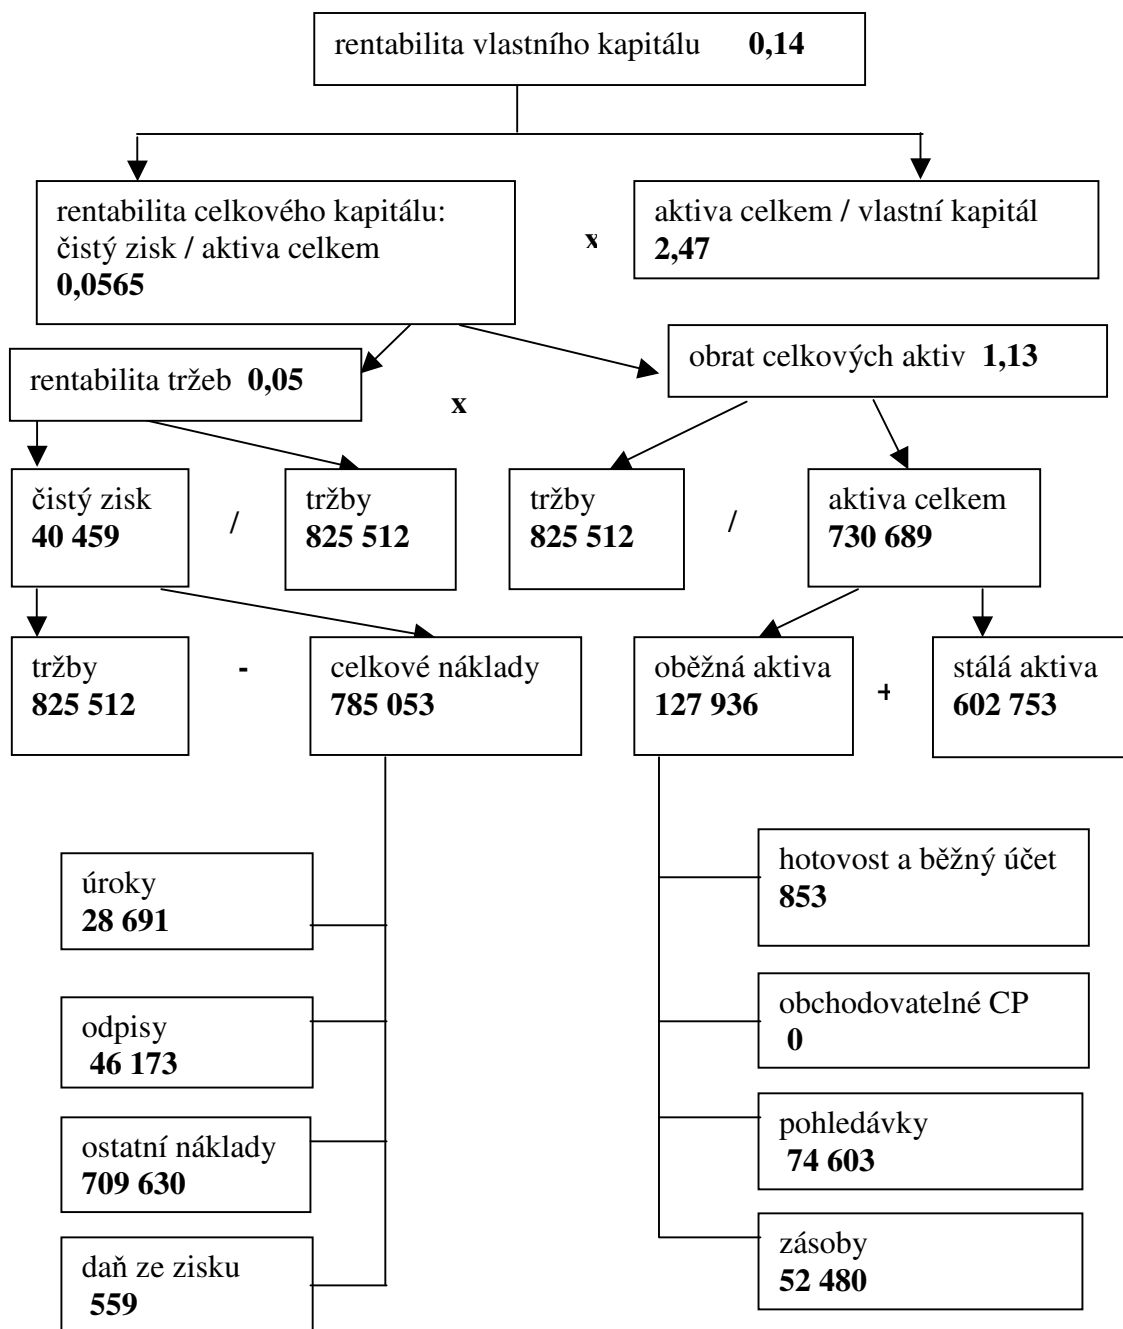 rentabilita vlastního kapitálu 0,14
rentabilita celkového kapitálu:
čistý zisk / aktiva celkem
0,0565
x
aktiva celkem / vlastní kapitál
2,47
rentabilita tržeb 0,05
x
obrat celkových aktiv 1,13
čistý zisk
40 459
/
tržby
825 512
tržby
825 512
/
aktiva celkem
730 689
tržby
825 512
-
celkové náklady
785 053
oběžná aktiva
127 936
+
stálá aktiva
602 753
úroky
28 691
odpisy
46 173
ostatní náklady
709 630
daň ze zisku
559
hotovost a běžný účet
853
obchodovatelné CP
0
pohledávky
74 603
zásoby
52 480